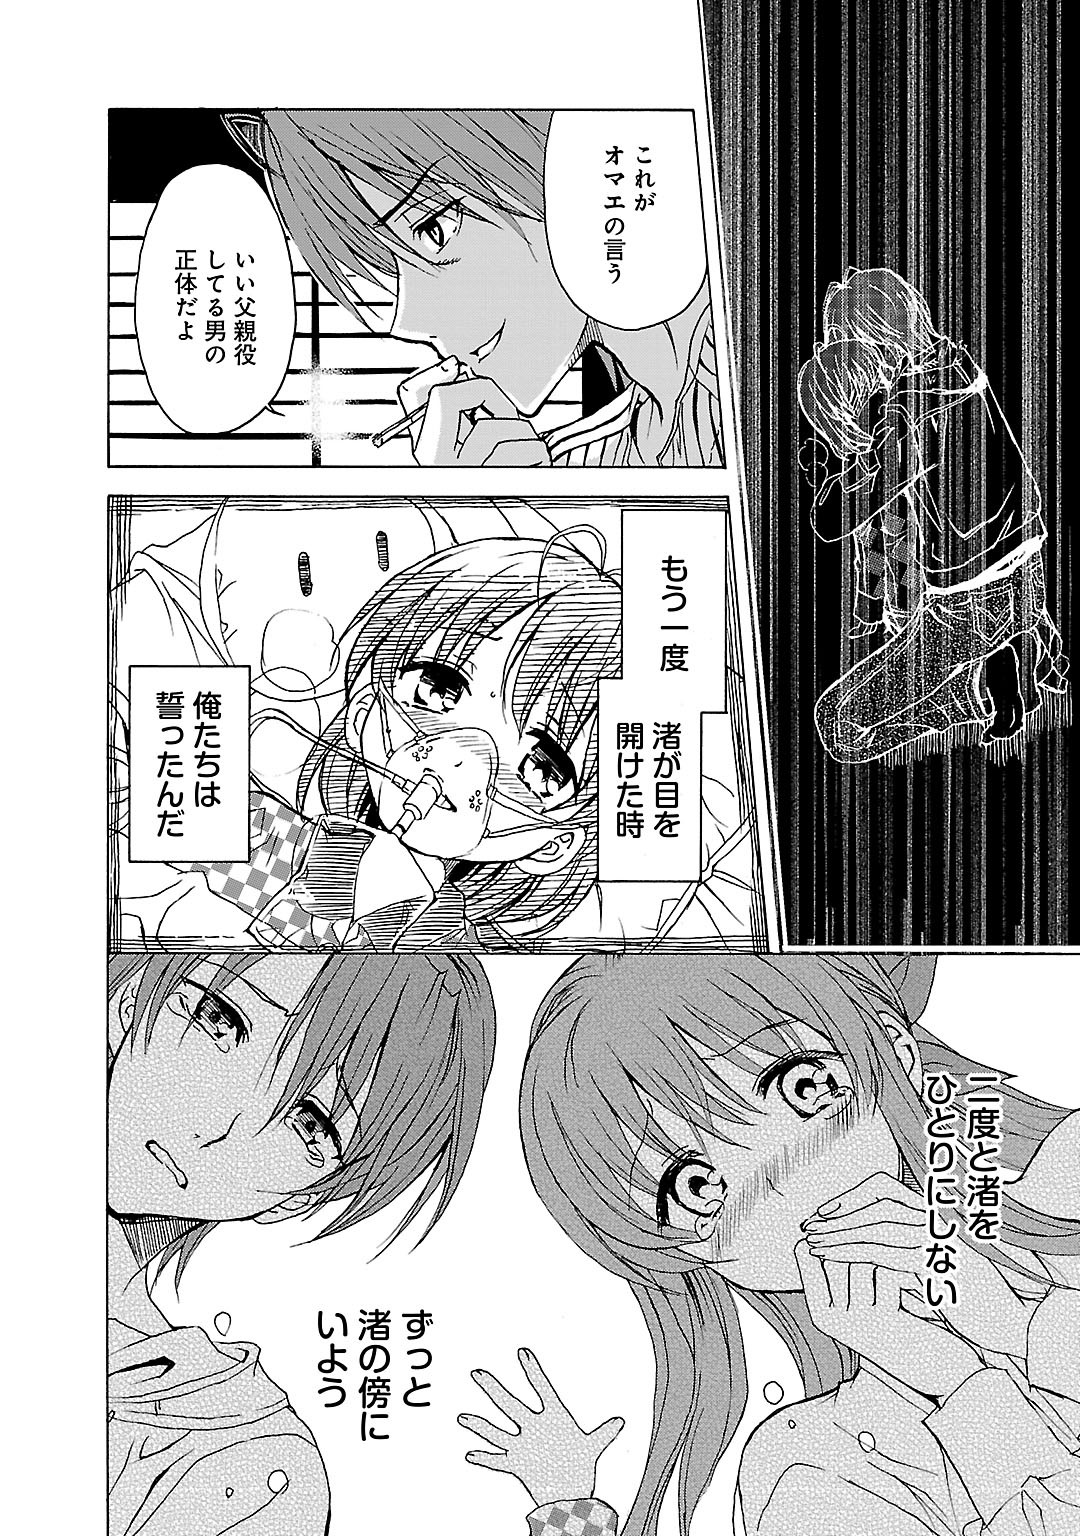 これが
オマエの言う
いい父親役
してる男の
正体だよ
もう一度
渚が目を
開けた時
俺たちは
誓ったんだ
二度と渚を
ひとりにしない
ずっと
渚の傍に
いよう